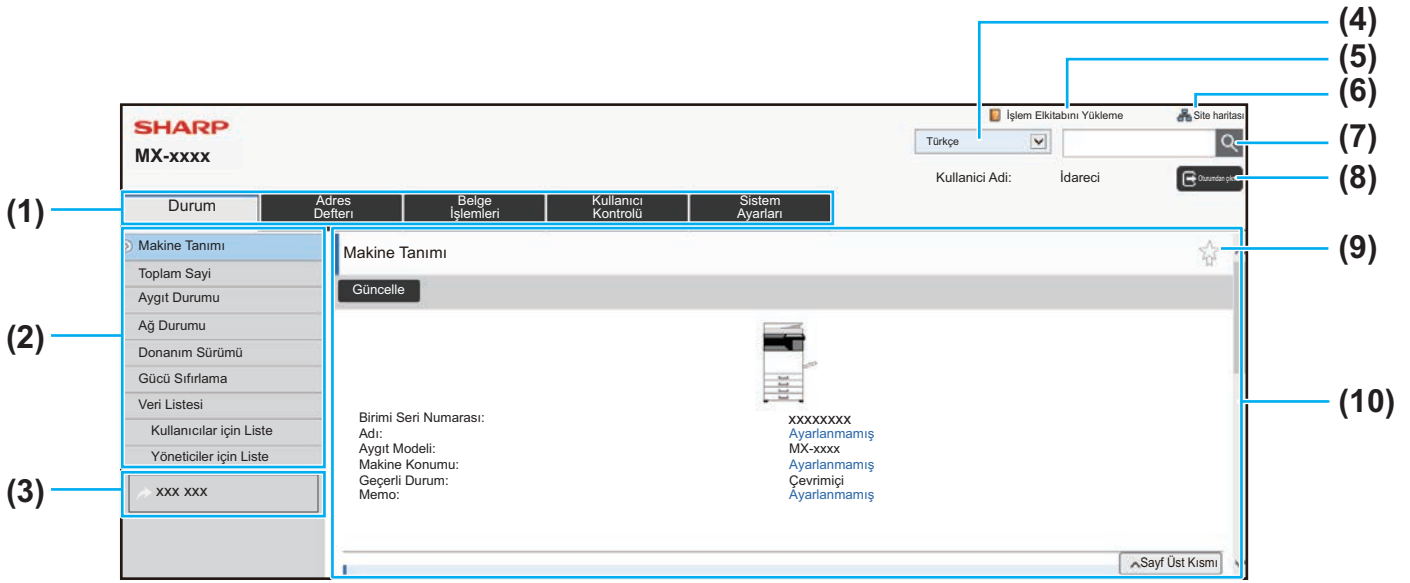 (4)
(5)
(6)
İşlem Elkitabını Yükleme Site haritası
SHARP
MX-xxxx
Türkçe
(7)
Kullanici Adi: İdareci Oturumdan çıkış
(8)
(1)
Durum
Adres
Defteri
Belge
İşlemleri
Kullanıcı
Kontrolü
Sistem
Ayarları
(2)
Makine Tanımı
Toplam Sayi
Aygıt Durumu
Ağ Durumu
Donanım Sürümü
Gücü Sıfırlama
Veri Listesi
Kullanıcılar için Liste
Yöneticiler için Liste
(3)
xxx xxx
Makine Tanımı
(9)
Güncelle
(10)
Birimi Seri Numarası: xxxxxxxx
Adı: Ayarlanmamış
Aygıt Modeli: MX-xxxx
Makine Konumu: Ayarlanmamış
Geçerli Durum: Çevrimiçi
Memo: Ayarlanmamış
Sayf Üst Kısmı